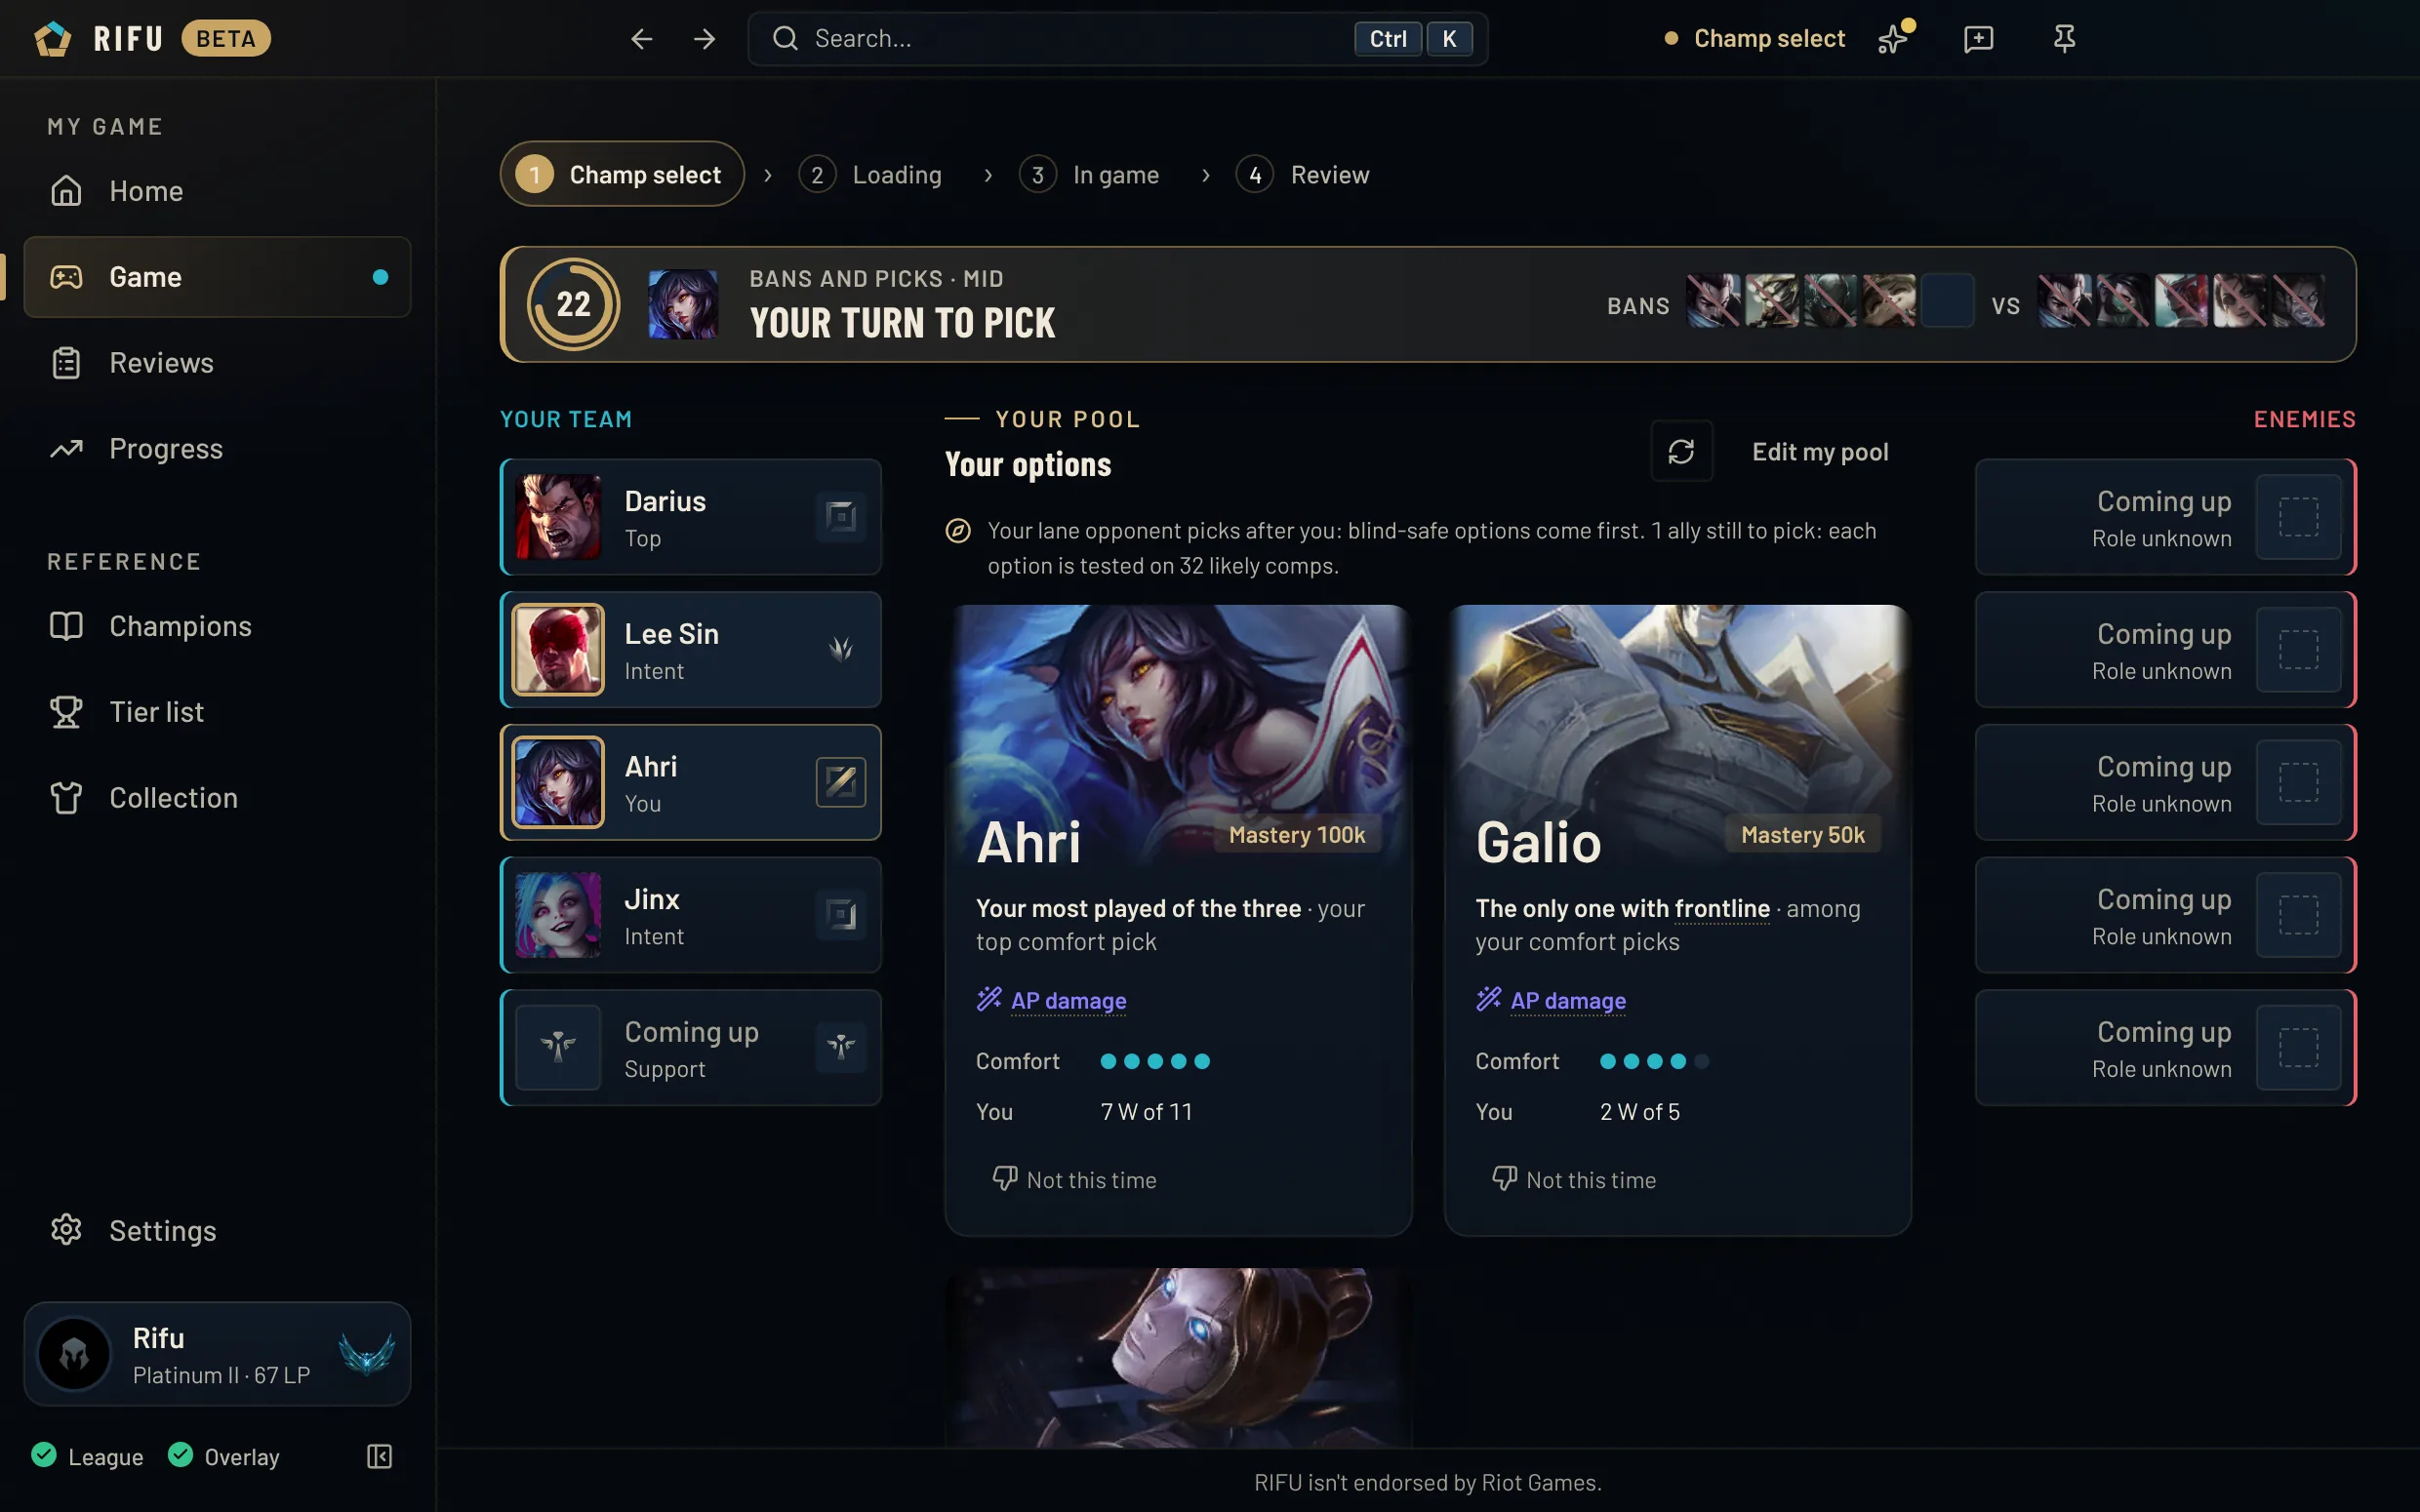 RIFU BETA
Search... Ctrl K
Champ select
MY GAME
Home
Game
Reviews
Progress
REFERENCE
Champions
Tier list
Collection
Settings
Rifu
Platinum II · 67 LP
League Overlay
1 Champ select › 2 Loading › 3 In game › 4 Review
22
BANS AND PICKS · MID
YOUR TURN TO PICK
BANS VS
YOUR TEAM
Darius
Top
Lee Sin
Intent
Ahri
You
Jinx
Intent
Coming up
Support
YOUR POOL
Your options
Edit my pool
Your lane opponent picks after you: blind-safe options come first. 1 ally still to pick: each
option is tested on 32 likely comps.
Ahri
Mastery 100k
Your most played of the three · your
top comfort pick
AP damage
Comfort
You 7 W of 11
Not this time
Galio
Mastery 50k
The only one with frontline · among
your comfort picks
AP damage
Comfort
You 2 W of 5
Not this time
ENEMIES
Coming up
Role unknown
Coming up
Role unknown
Coming up
Role unknown
Coming up
Role unknown
Coming up
Role unknown
RIFU isn't endorsed by Riot Games.